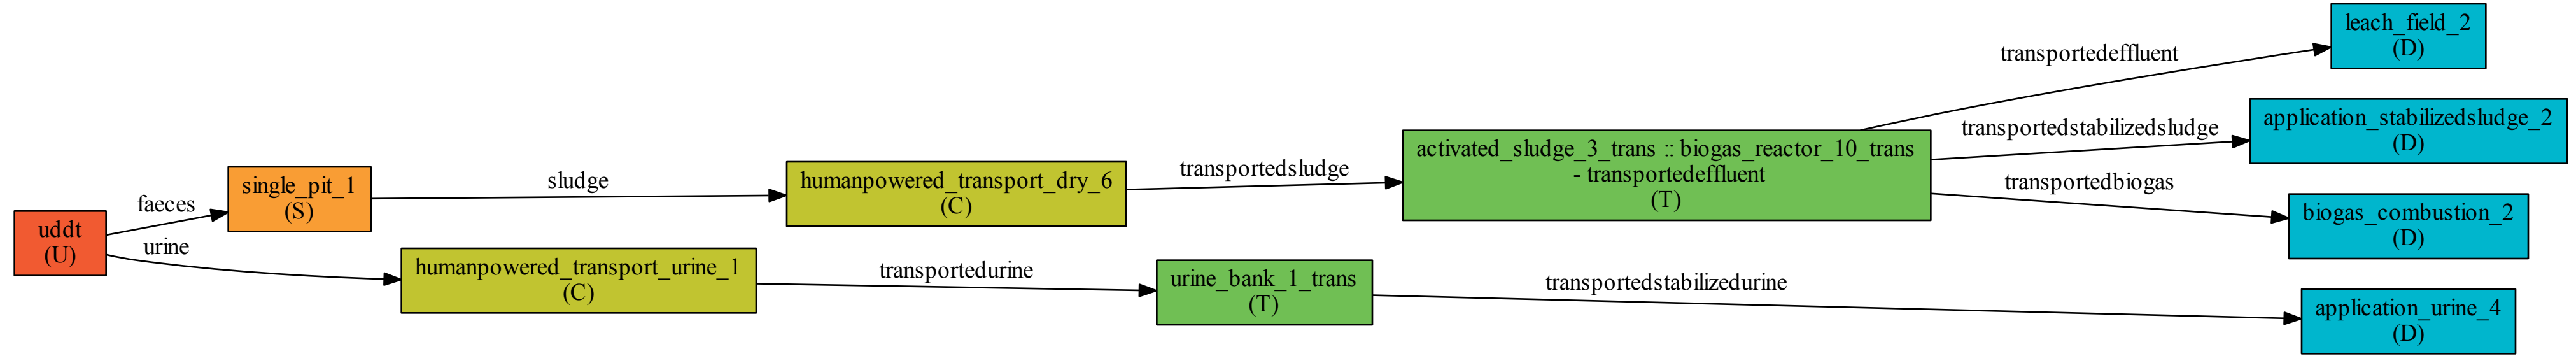 leach_field_2
(D)
transportedeffluent
application_stabilizedsludge_2
(D)
transportedstabilizedsludge
activated_sludge_3_trans :: biogas_reactor_10_trans
- transportedeffluent
(T)
single_pit_1
(S)
sludge
humanpowered_transport_dry_6
(C)
transportedsludge
transportedbiogas
biogas_combustion_2
(D)
faeces
uddt
(U)
urine
humanpowered_transport_urine_1
(C)
transportedurine
urine_bank_1_trans
(T)
transportedstabilizedurine
application_urine_4
(D)